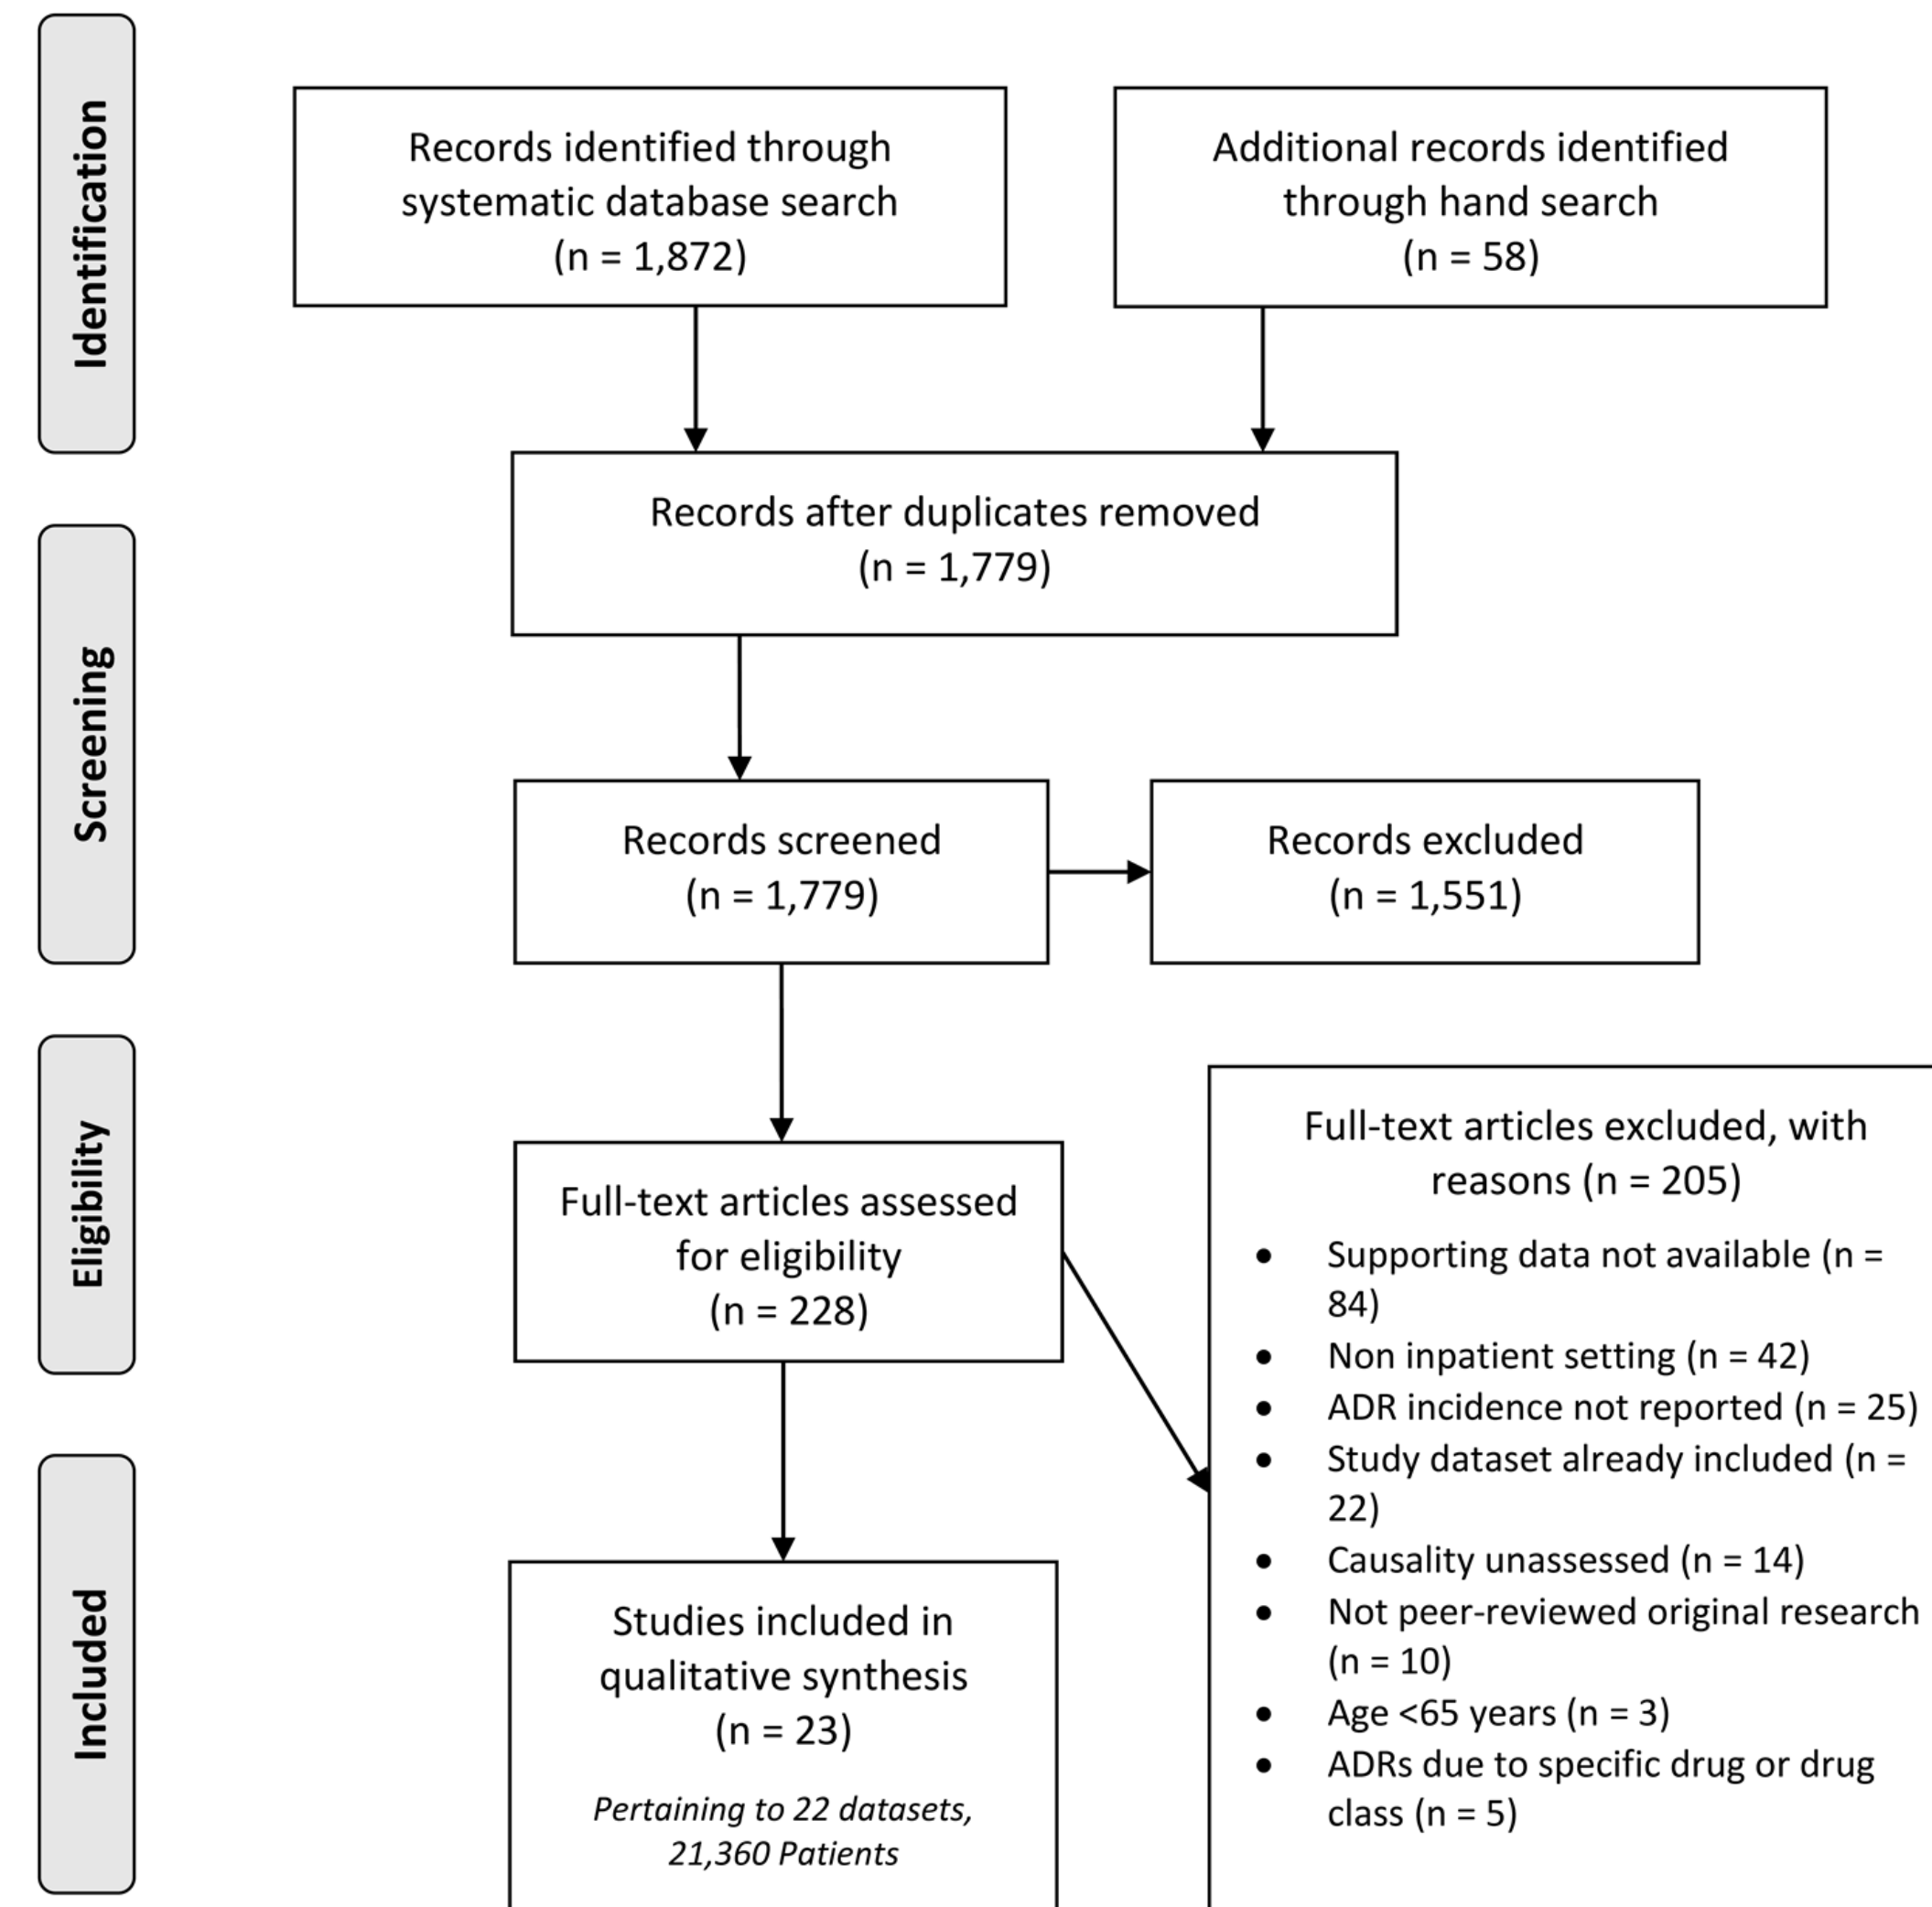 Identification
Records identified through
systematic database search
(n = 1,872)
Additional records identified
through hand search
(n = 58)
Records after duplicates removed
(n = 1,779)
Screening
Records screened
(n = 1,779)
Records excluded
(n = 1,551)
Eligibility
Full-text articles assessed
for eligibility
(n = 228)
Full-text articles excluded, with
reasons (n = 205)
• Supporting data not available (n =
84)
• Non inpatient setting (n = 42)
• ADR incidence not reported (n = 25)
• Study dataset already included (n =
22)
• Causality unassessed (n = 14)
• Not peer-reviewed original research
(n = 10)
• Age <65 years (n = 3)
• ADRs due to specific drug or drug
class (n = 5)
Included
Studies included in
qualitative synthesis
(n = 23)
Pertaining to 22 datasets,
21,360 Patients